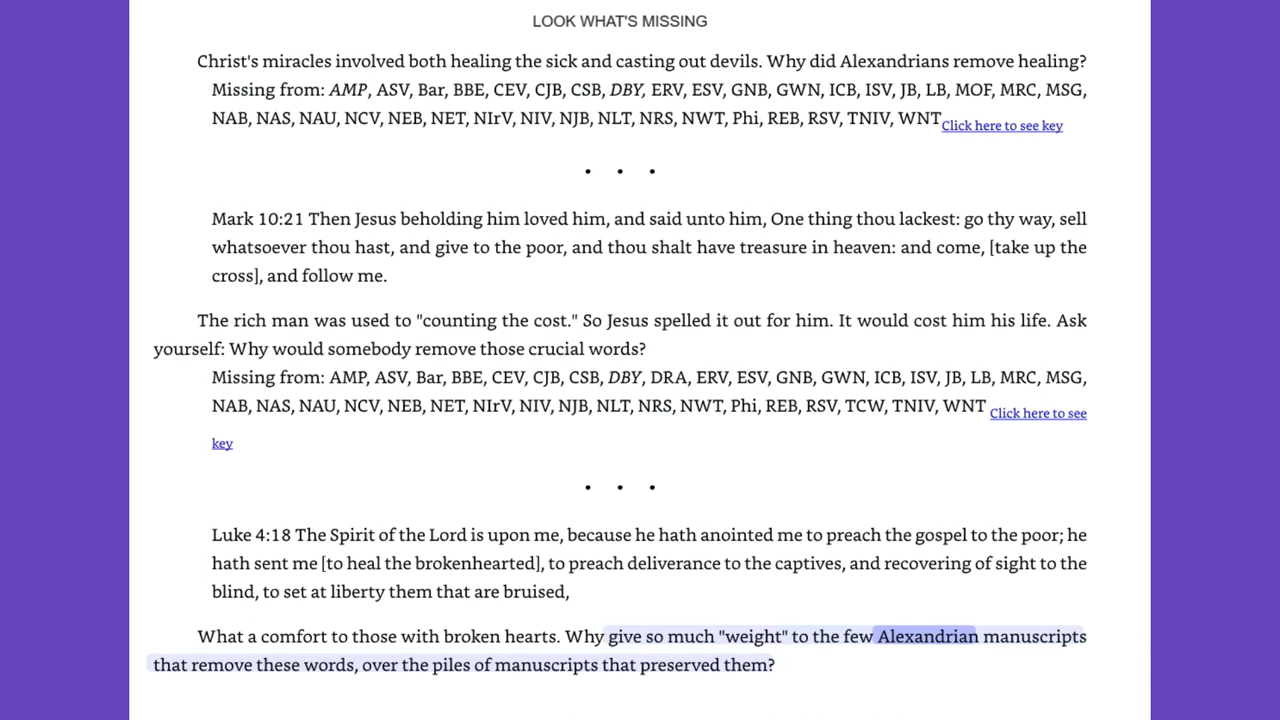 LOOK WHAT'S MISSING
Christ's miracles involved both healing the sick and casting out devils. Why did Alexandrians remove healing?
Missing from: AMP, ASV, Bar, BBE, CEV, CJB, CSB, DBY, ERV, ESV, GNB, GWN, ICB, ISV, JB, LB, MOF, MRC, MSG,
NAB, NAS, NAU, NCV, NEB, NET, NIrV, NIV, NJB, NLT, NRS, NWT, Phi, REB, RSV, TNIV, WNT Click here to see key
• • •
Mark 10:21 Then Jesus beholding him loved him, and said unto him, One thing thou lackest: go thy way, sell
whatsoever thou hast, and give to the poor, and thou shalt have treasure in heaven: and come, [take up the
cross], and follow me.
The rich man was used to "counting the cost." So Jesus spelled it out for him. It would cost him his life. Ask
yourself: Why would somebody remove those crucial words?
Missing from: AMP, ASV, Bar, BBE, CEV, CJB, CSB, DBY, DRA, ERV, ESV, GNB, GWN, ICB, ISV, JB, LB, MRC, MSG,
NAB, NAS, NAU, NCV, NEB, NET, NIrV, NIV, NJB, NLT, NRS, NWT, Phi, REB, RSV, TCW, TNIV, WNT Click here to see
key
• • •
Luke 4:18 The Spirit of the Lord is upon me, because he hath anointed me to preach the gospel to the poor; he
hath sent me [to heal the brokenhearted], to preach deliverance to the captives, and recovering of sight to the
blind, to set at liberty them that are bruised,
What a comfort to those with broken hearts. Why give so much "weight" to the few Alexandrian manuscripts
that remove these words, over the piles of manuscripts that preserved them?